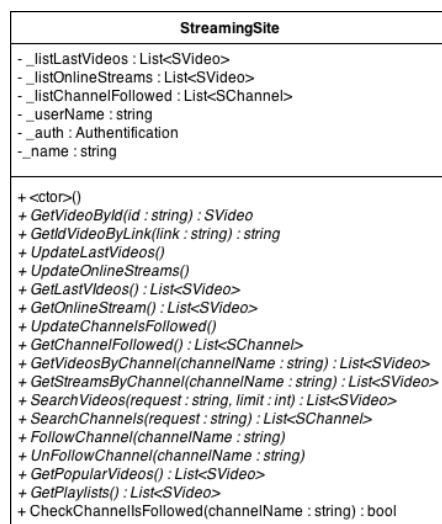 StreamingSite
- _listLastVideos : List<SVideo>
- _listOnlineStreams : List<SVideo>
- _listChannelFollowed : List<SChannel>
- _userName : string
- _auth : Authentification
-_name : string
+ <ctor>()
+ GetVideoById(id : string) : SVideo
+ GetIdVideoByLink(link : string) : string
+ UpdateLastVideos()
+ UpdateOnlineStreams()
+ GetLastVIdeos() : List<SVideo>
+ GetOnlineStream() : List<SVideo>
+ UpdateChannelsFollowed()
+ GetChannelFollowed() : List<SChannel>
+ GetVideosByChannel(channelName : string) : List<SVideo>
+ GetStreamsByChannel(channelName : string) : List<SVideo>
+ SearchVideos(request : string, limit : int) : List<SVideo>
+ SearchChannels(request : string) : List<SChannel>
+ FollowChannel(channelName : string)
+ UnFollowChannel(channelName : string)
+ GetPopularVideos() : List<SVideo>
+ GetPlaylists() : List<SVideo>
+ CheckChannelIsFollowed(channelName : string) : bool